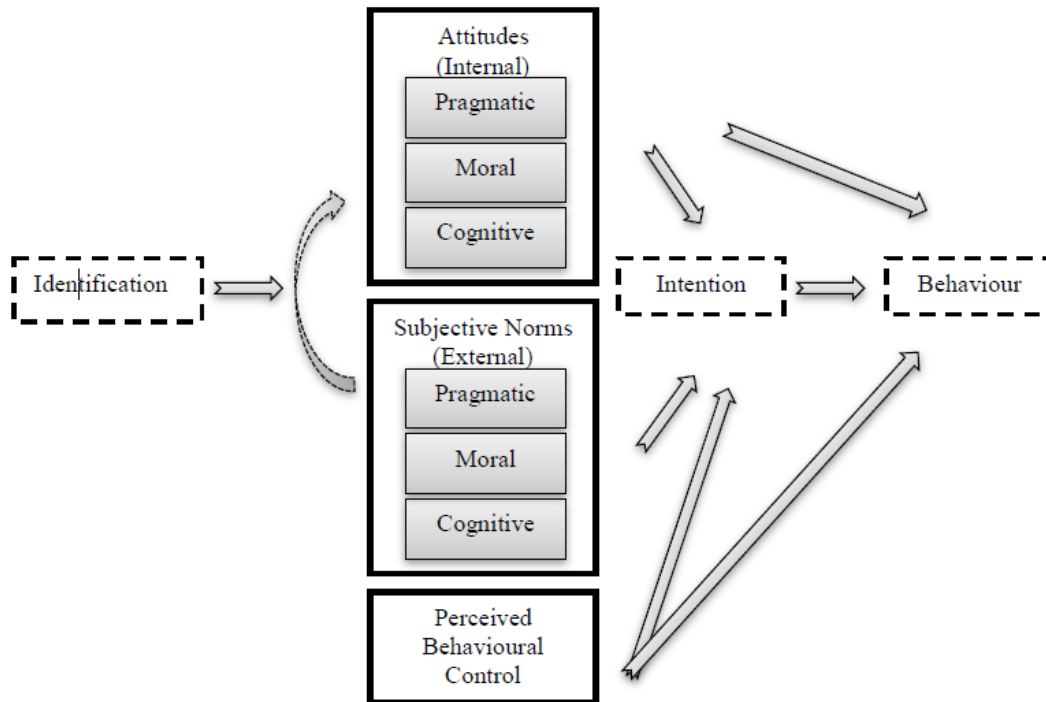 Attitudes
(Internal)
Pragmatic
Moral
Cognitive
Identification
Intention
Behaviour
Subjective Norms
(External)
Pragmatic
Moral
Cognitive
Perceived
Behavioural
Control